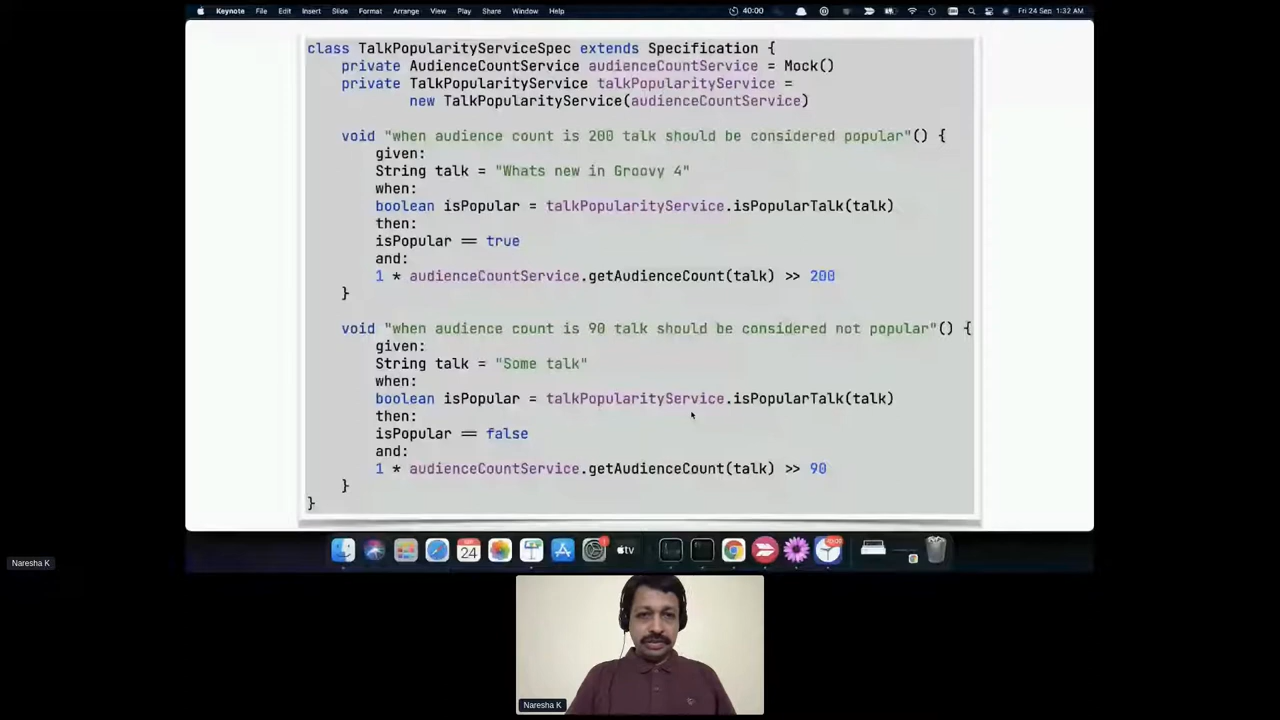 Keynote File Edit Insert Slide Format Arrange View Play Share Window Help 40:00 Fri 24 Sep 1:32 AM
class TalkPopularityServiceSpec extends Specification {
private AudienceCountService audienceCountService = Mock()
private TalkPopularityService talkPopularityService =
new TalkPopularityService(audienceCountService)
void "when audience count is 200 talk should be considered popular"() {
given:
String talk = "Whats new in Groovy 4"
when:
boolean isPopular = talkPopularityService.isPopularTalk(talk)
then:
isPopular == true
and:
1 * audienceCountService.getAudienceCount(talk) >> 200
}
void "when audience count is 90 talk should be considered not popular"() {
given:
String talk = "Some talk"
when:
boolean isPopular = talkPopularityService.isPopularTalk(talk)
then:
isPopular == false
and:
1 * audienceCountService.getAudienceCount(talk) >> 90
}
}
SEP
24
tv
Naresha K
Naresha K